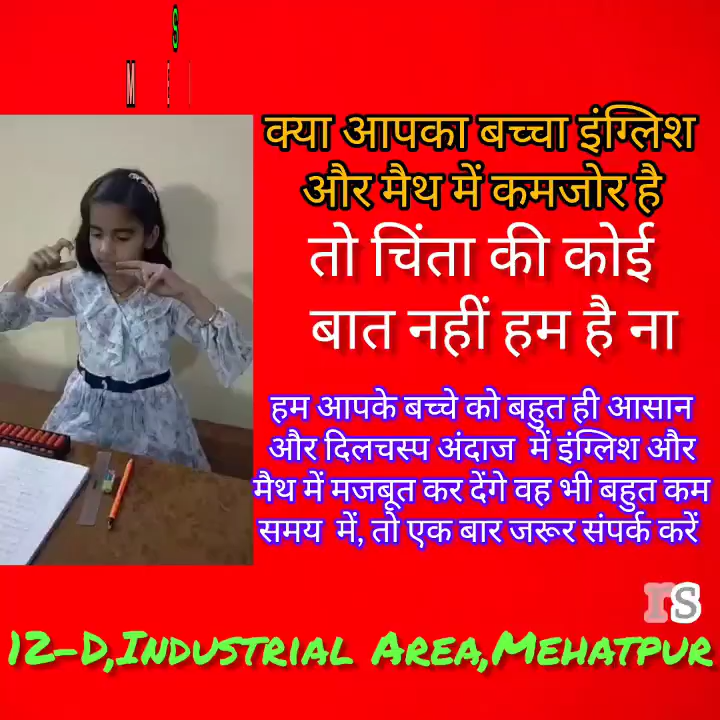 S
M
क्या आपका बच्चा इंग्लिश
और मैथ में कमजोर है
तो चिंता की कोई
बात नहीं हम है ना
हम आपके बच्चे को बहुत ही आसान
और दिलचस्प अंदाज में इंग्लिश और
मैथ में मजबूत कर देंगे वह भी बहुत कम
समय में, तो एक बार जरूर संपर्क करें
rs
12-D,INDUSTRIAL AREA,MEHATPUR